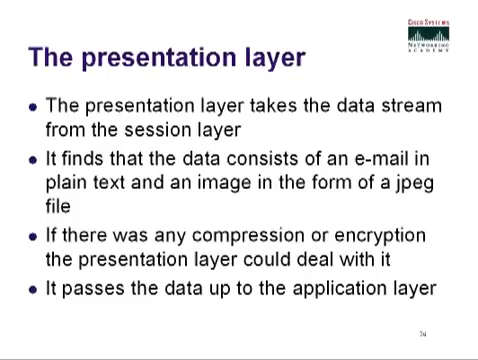 CISCO SYSTEMS
NETWORKING
ACADEMY
The presentation layer
The presentation layer takes the data stream
from the session layer
It finds that the data consists of an e-mail in
plain text and an image in the form of a jpeg
file
If there was any compression or encryption
the presentation layer could deal with it
It passes the data up to the application layer